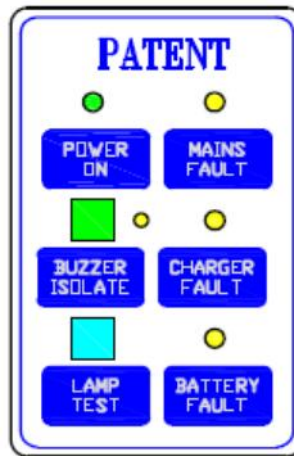 PATENT
POWER
ON
MAINS
FAULT
BUZZER
ISOLATE
CHARGER
FAULT
LAMP
TEST
BATTERY
FAULT